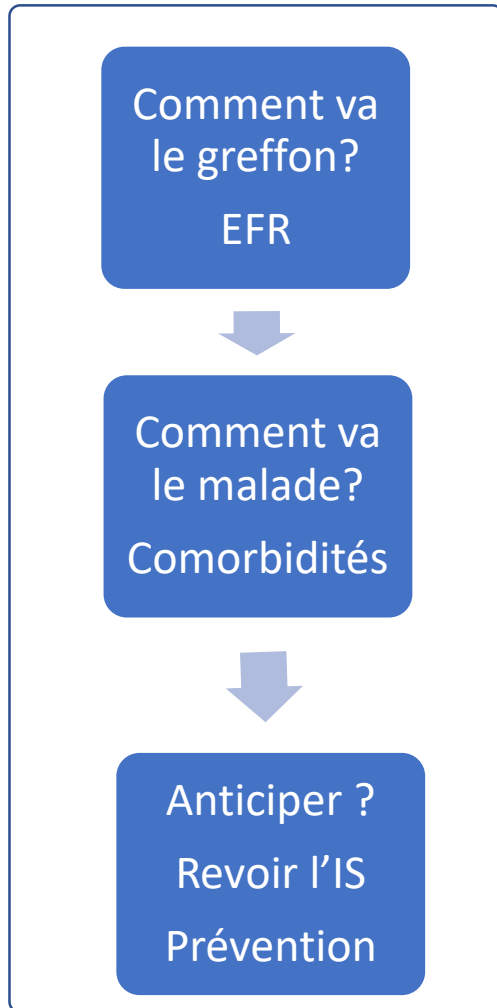 Comment va
le greffon?
EFR
Comment va
le malade?
Comorbidités
Anticiper ?
Revoir l’IS
Prévention